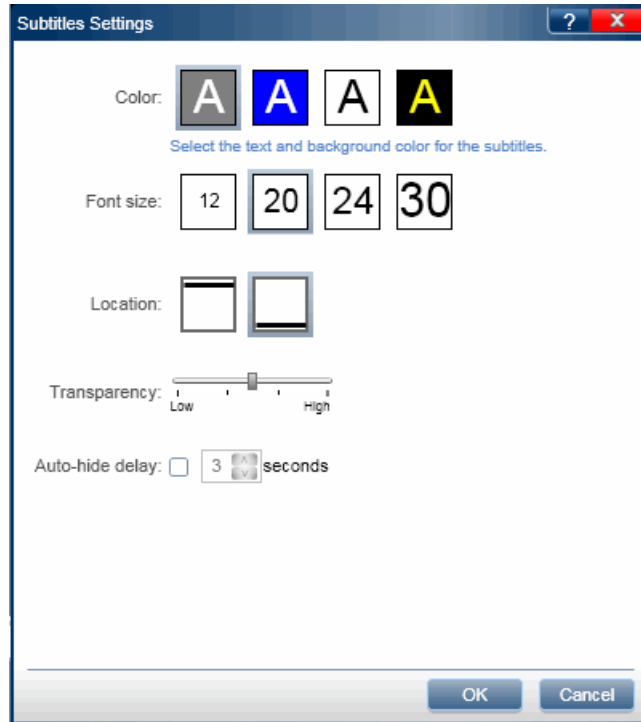 Subtitles Settings ? X
Color: A A A A
Select the text and background color for the subtitles.
Font size: 12 20 24 30
Location:
Transparency:
Low High
Auto-hide delay: 3 seconds
OK Cancel